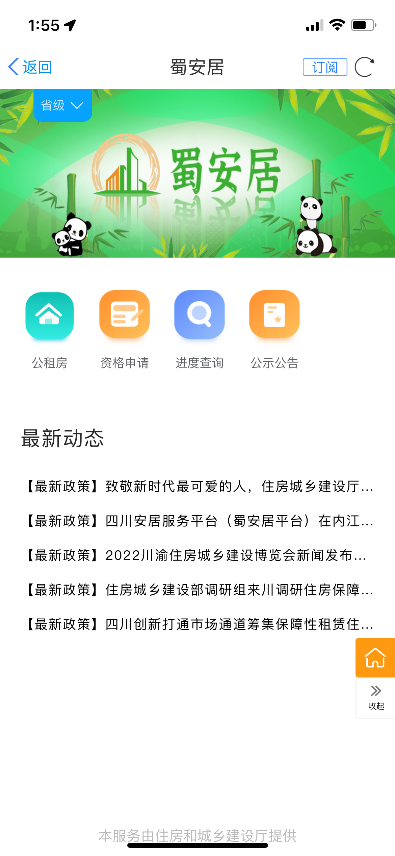 1:55
返回
蜀安居
订阅
省级
蜀安居
公租房
资格申请
进度查询
公示公告
最新动态
【最新政策】致敬新时代最可爱的人，住房城乡建设厅...
【最新政策】四川安居服务平台（蜀安居平台）在内江...
【最新政策】2022川渝住房城乡建设博览会新闻发布...
【最新政策】住房城乡建设部调研组来川调研住房保障...
【最新政策】四川创新打通市场通道筹集保障性租赁住...
收起
本服务由住房和城乡建设厅提供